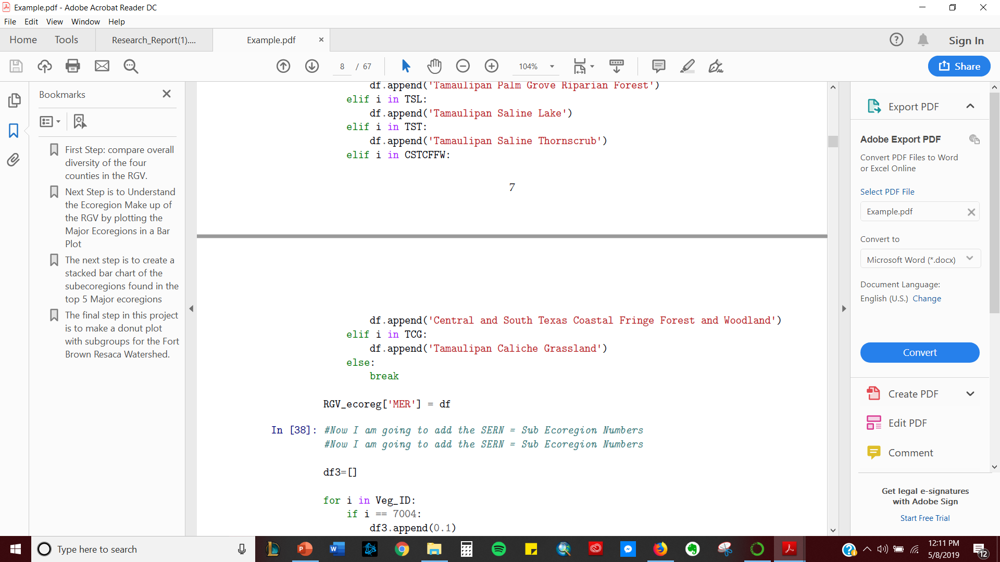 Example.pdf - Adobe Acrobat Reader DC
File Edit View Window Help
Home Tools Research_Report(1).... Example.pdf Sign In
8 / 67 104% Share
Bookmarks
First Step: compare overall
diversity of the four
counties in the RGV.
Next Step is to Understand
the Ecoregion Make up of
the RGV by plotting the
Major Ecoregions in a Bar
Plot
The next step is to create a
stacked bar chart of the
subecoregions found in the
top 5 Major ecoregions
The final step in this project
is to make a donut plot
with subgroups for the Fort
Brown Resaca Watershed.
df.append('Tamaulipan Palm Grove Riparian Forest')
elif i in TSL:
df.append('Tamaulipan Saline Lake')
elif i in TST:
df.append('Tamaulipan Saline Thornscrub')
elif i in CSTCFFW:
7
df.append('Central and South Texas Coastal Fringe Forest and Woodland')
elif i in TCG:
df.append('Tamaulipan Caliche Grassland')
else:
break
RGV_ecoreg['MER'] = df
In [38]: #Now I am going to add the SERN = Sub Ecoregion Numbers
#Now I am going to add the SERN = Sub Ecoregion Numbers
df3=[]
for i in Veg_ID:
if i == 7004:
df3.append(0.1)
Export PDF
Adobe Export PDF
Convert PDF Files to Word
or Excel Online
Select PDF File
Example.pdf
Convert to
Microsoft Word (*.docx)
Document Language:
English (U.S.) Change
Convert
Create PDF
Edit PDF
Comment
Get legal e-signatures
with Adobe Sign
Start Free Trial
Type here to search
12:11 PM
5/8/2019
12